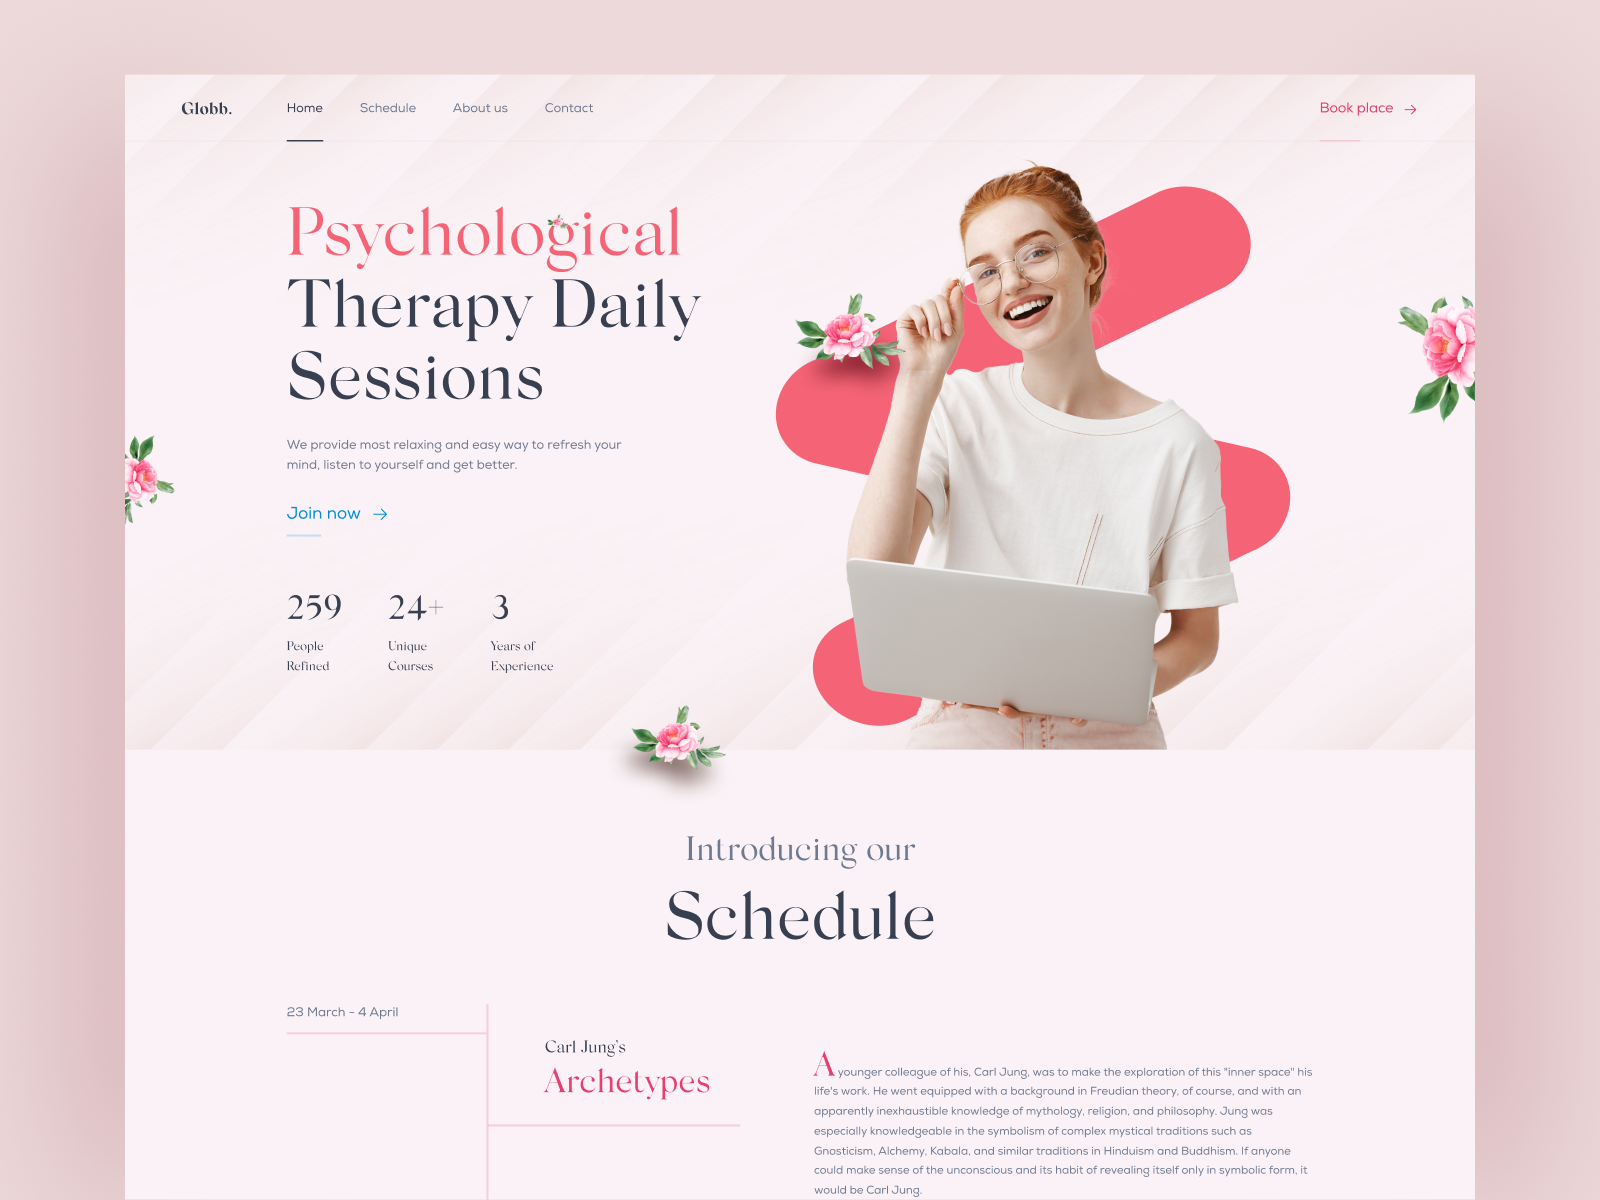 Globb.
Home Schedule About us Contact
Book place
Psychological
Therapy Daily
Sessions
We provide most relaxing and easy way to refresh your
mind, listen to yourself and get better.
Join now
259 24+ 3
People Unique Years of
Refined Courses Experience
Introducing our
Schedule
23 March - 4 April
Carl Jung's
Archetypes
A younger colleague of his, Carl Jung, was to make the exploration of this "inner space" his
life's work. He went equipped with a background in Freudian theory, of course, and with an
apparently inexhaustible knowledge of mythology, religion, and philosophy. Jung was
especially knowledgeable in the symbolism of complex mystical traditions such as
Gnosticism, Alchemy, Kabala, and similar traditions in Hinduism and Buddhism. If anyone
could make sense of the unconscious and its habit of revealing itself only in symbolic form, it
would be Carl Jung.